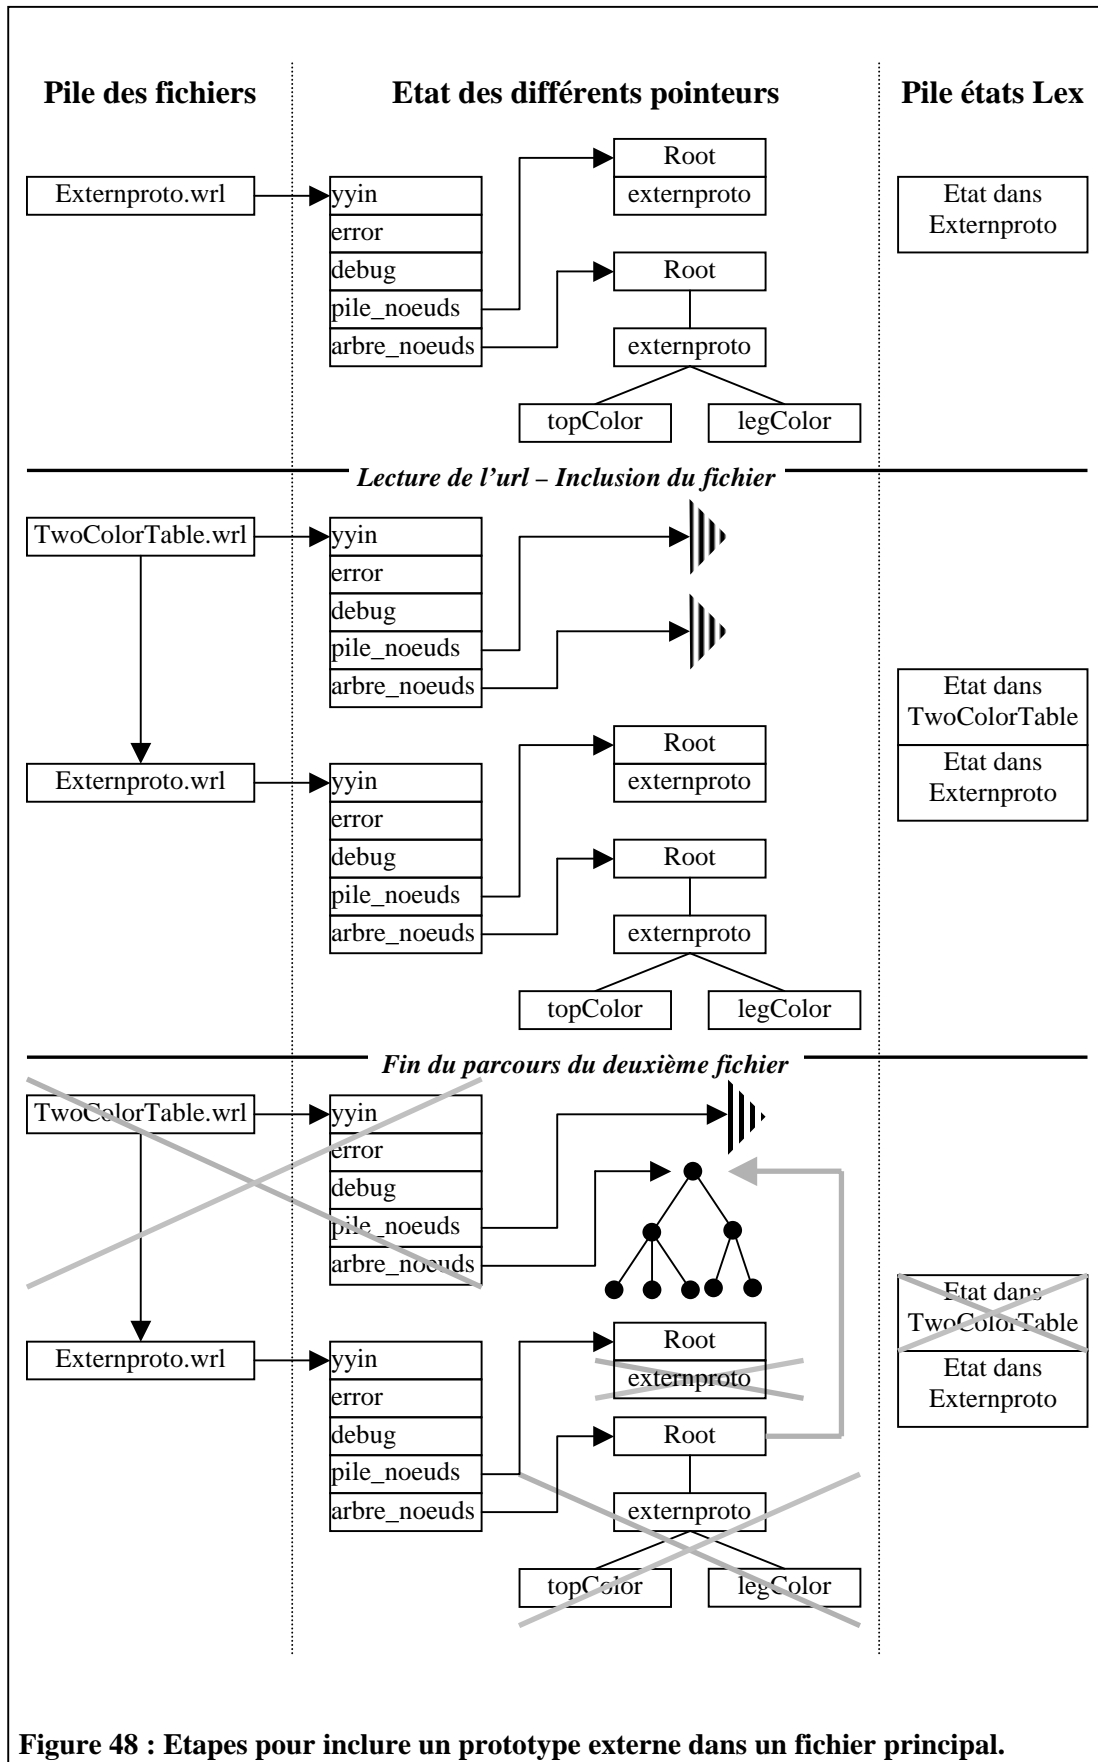 Pile des fichiers
Etat des différents pointeurs
Pile états Lex
Externproto.wrl
yyin
error
debug
pile_noeuds
arbre_noeuds
Root
externproto
Root
externproto
topColor
legColor
Etat dans
Externproto
Lecture de l'url – Inclusion du fichier
TwoColorTable.wrl
yyin
error
debug
pile_noeuds
arbre_noeuds
Externproto.wrl
yyin
error
debug
pile_noeuds
arbre_noeuds
Root
externproto
Root
externproto
topColor
legColor
Etat dans
TwoColorTable
Etat dans
Externproto
Fin du parcours du deuxième fichier
TwoColorTable.wrl
yyin
error
debug
pile_noeuds
arbre_noeuds
Externproto.wrl
yyin
error
debug
pile_noeuds
arbre_noeuds
Root
externproto
Root
externproto
topColor
legColor
Etat dans
TwoColorTable
Etat dans
Externproto
Figure 48 : Etapes pour inclure un prototype externe dans un fichier principal.